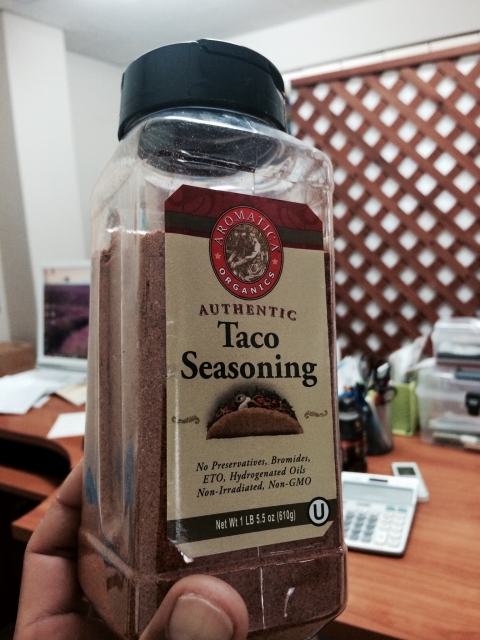 AROMATICA
ORGANICS
AUTHENTIC
Taco
Seasoning
No Preservatives, Bromides,
ETO, Hydrogenated Oils
Non-Irradiated, Non-GMO
Net Wt 1 LB 5.5 oz (610g)
U